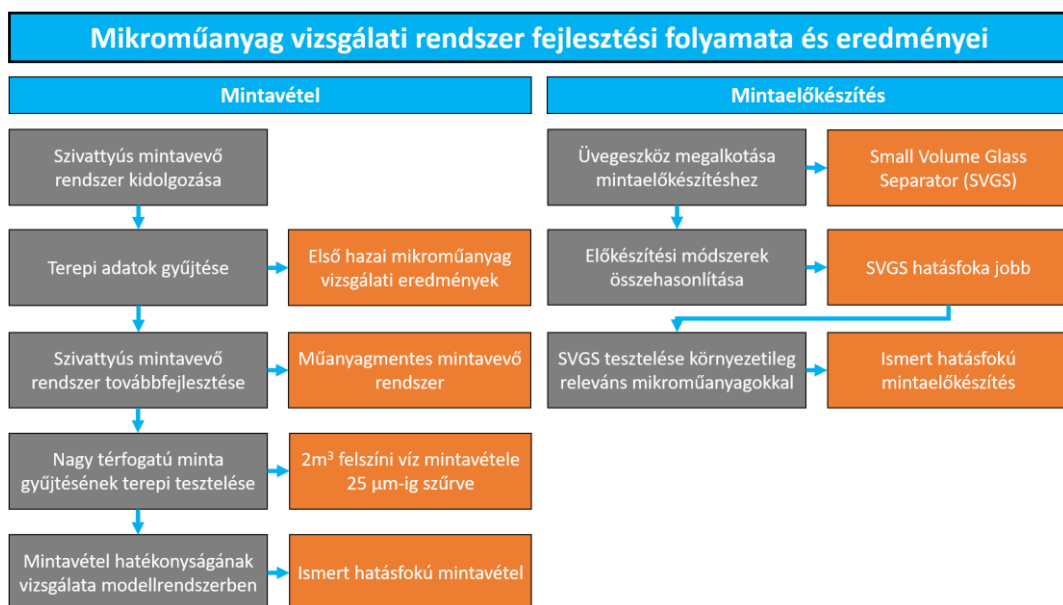 Mikroműanyag vizsgálati rendszer fejlesztési folyamata és eredményei
Mintavétel
Szivattyús mintavevő
rendszer kidolgozása
Terepi adatok gyűjtése
Első hazai mikroműanyag
vizsgálati eredmények
Szivattyús mintavevő
rendszer továbbfejlesztése
Műanyagmentes mintavevő
rendszer
Nagy térfogatú minta
gyűjtésének terepi tesztelése
2m³ felszíni víz mintavétele
25 µm-ig szűrve
Mintavétel hatékonyságának
vizsgálata modellrendszerben
Ismert hatásfokú mintavétel
Mintaelőkészítés
Üvegeszköz megalkotása
mintaelőkészítéshez
Small Volume Glass
Separator (SVGS)
Előkészítési módszerek
összehasonlítása
SVGS hatásfoka jobb
SVGS tesztelése környezetileg
releváns mikroműanyagokkal
Ismert hatásfokú
mintaelőkészítés